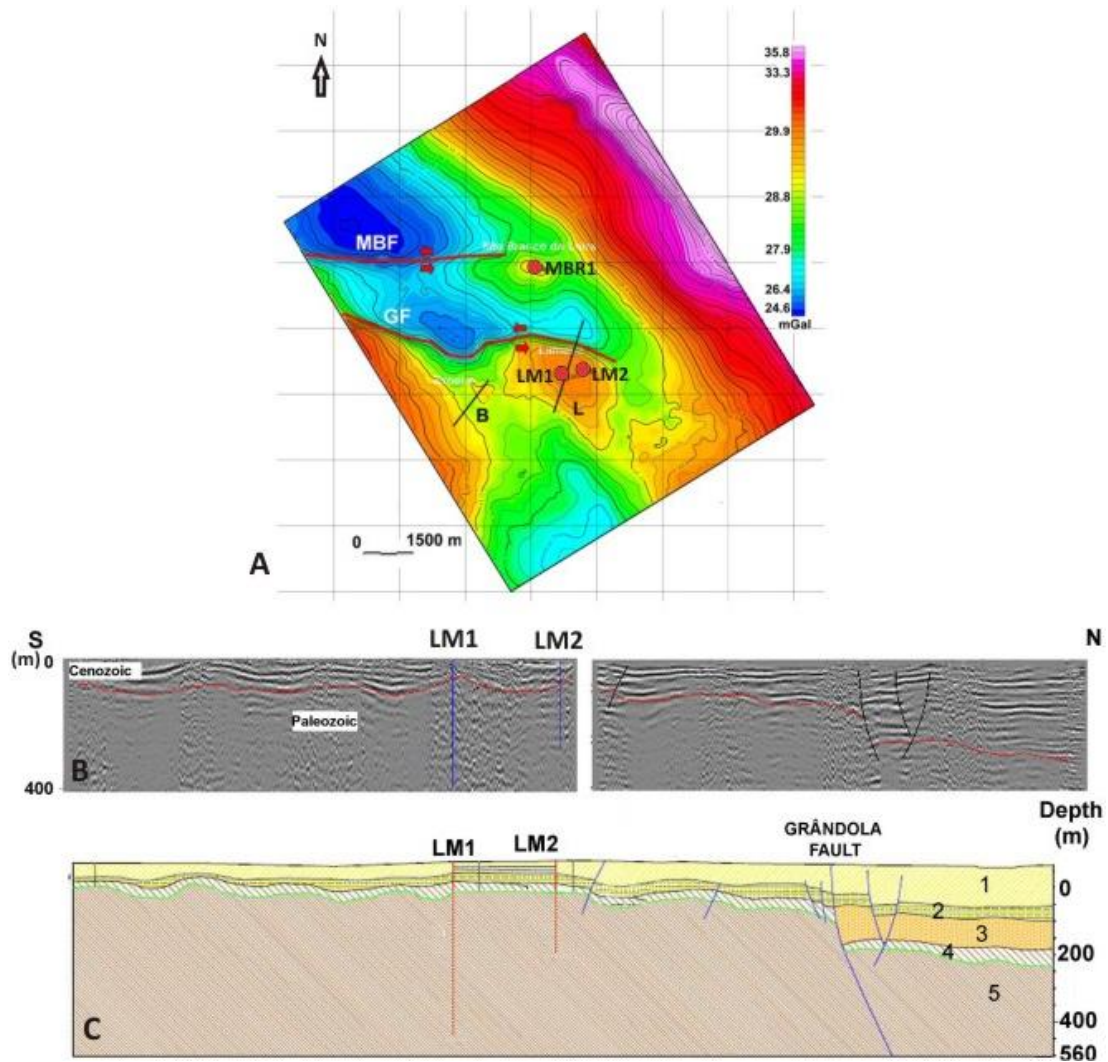 N
35.8
33.3
29.9
28.8
27.9
26.4
24.6
mGal
MBF
MBR1
GF
LM1
LM2
B
L
0 1500 m
A
S
(m) 0
LM1
LM2
N
Cenozoic
Paleozoic
B
400
Depth
(m)
GRÂNDOLA
FAULT
LM1
LM2
1
0
2
3
4
200
5
400
560
C